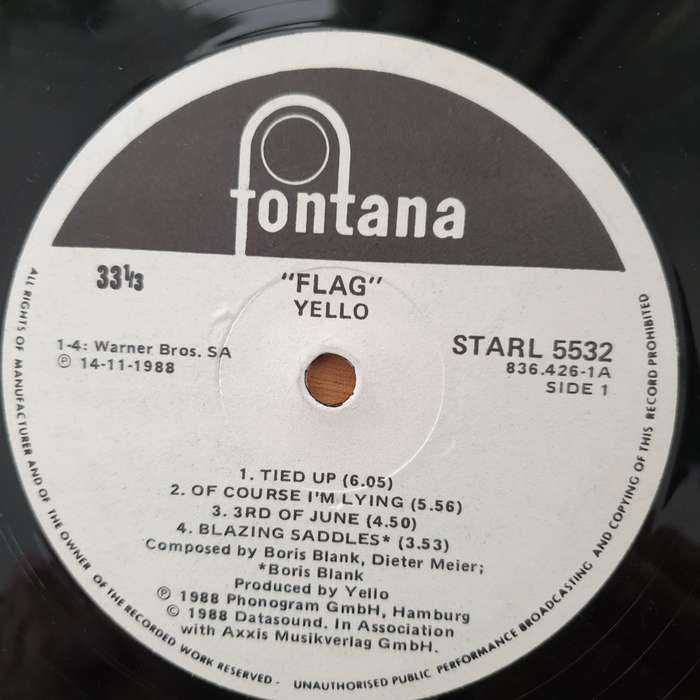 fontana
33⅓
"FLAG"
YELLO
1-4: Warner Bros. SA
℗ 14-11-1988
STARL 5532
836.426-1A
SIDE 1
1. TIED UP (6.05)
2. OF COURSE I'M LYING (5.56)
3. 3RD OF JUNE (4.50)
4. BLAZING SADDLES* (3.53)
Composed by Boris Blank, Dieter Meier;
*Boris Blank
Produced by Yello
℗ 1988 Phonogram GmbH, Hamburg
© 1988 Datasound. In Association
with Axxis Musikverlag GmbH.
ALL RIGHTS OF MANUFACTURER AND OF THE OWNER OF THE RECORDED WORK RESERVED - UNAUTHORISED PUBLIC PERFORMANCE BROADCASTING AND COPYING OF THIS RECORD PROHIBITED